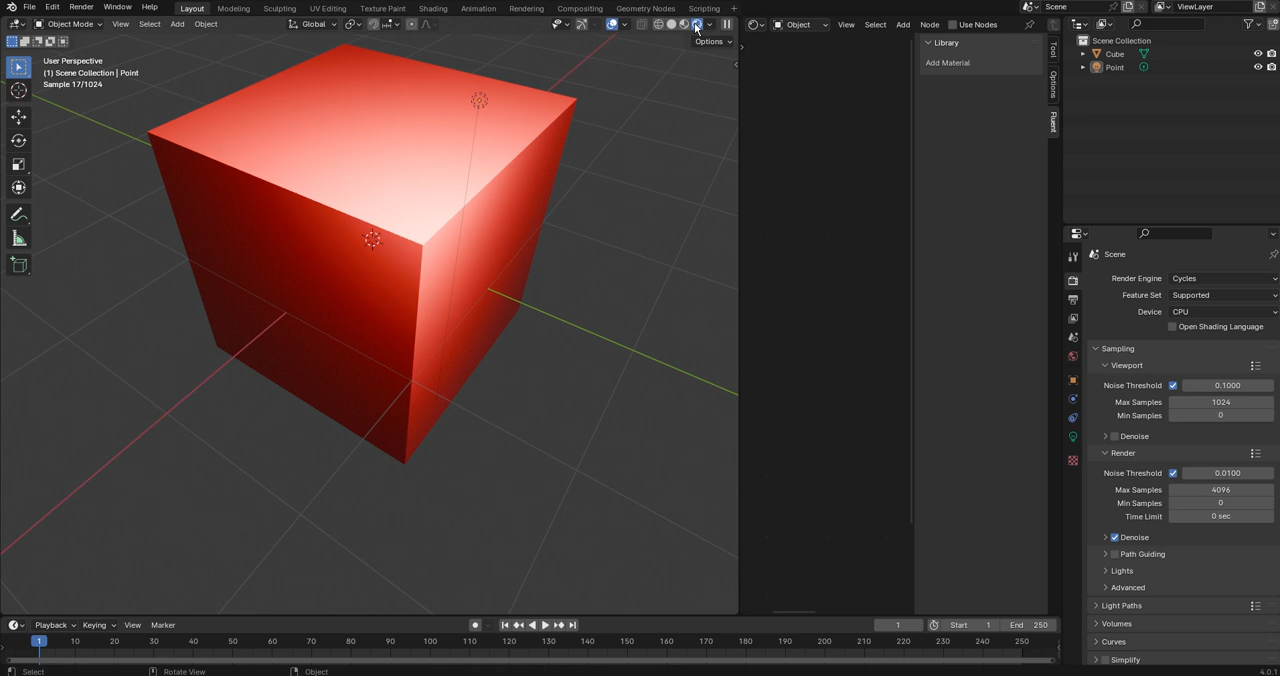 File Edit Render Window Help Layout Modeling Sculpting UV Editing Texture Paint Shading Animation Rendering Compositing Geometry Nodes Scripting + Scene ViewLayer
Object Mode View Select Add Object Global
Options
User Perspective
(1) Scene Collection | Point
Sample 17/1024
Object View Select Add Node Use Nodes
Library
Add Material
Tool
Options
Fluent
Scene Collection
Cube
Point
Scene
Render Engine Cycles
Feature Set Supported
Device CPU
Open Shading Language
Sampling
Viewport
Noise Threshold 0.1000
Max Samples 1024
Min Samples 0
Denoise
Render
Noise Threshold 0.0100
Max Samples 4096
Min Samples 0
Time Limit 0 sec
Denoise
Path Guiding
Lights
Advanced
Light Paths
Volumes
Curves
Simplify
Playback Keying View Marker 1 Start 1 End 250
1 10 20 30 40 50 60 70 80 90 100 110 120 130 140 150 160 170 180 190 200 210 220 230 240 250
Select Rotate View Object 4.0.1